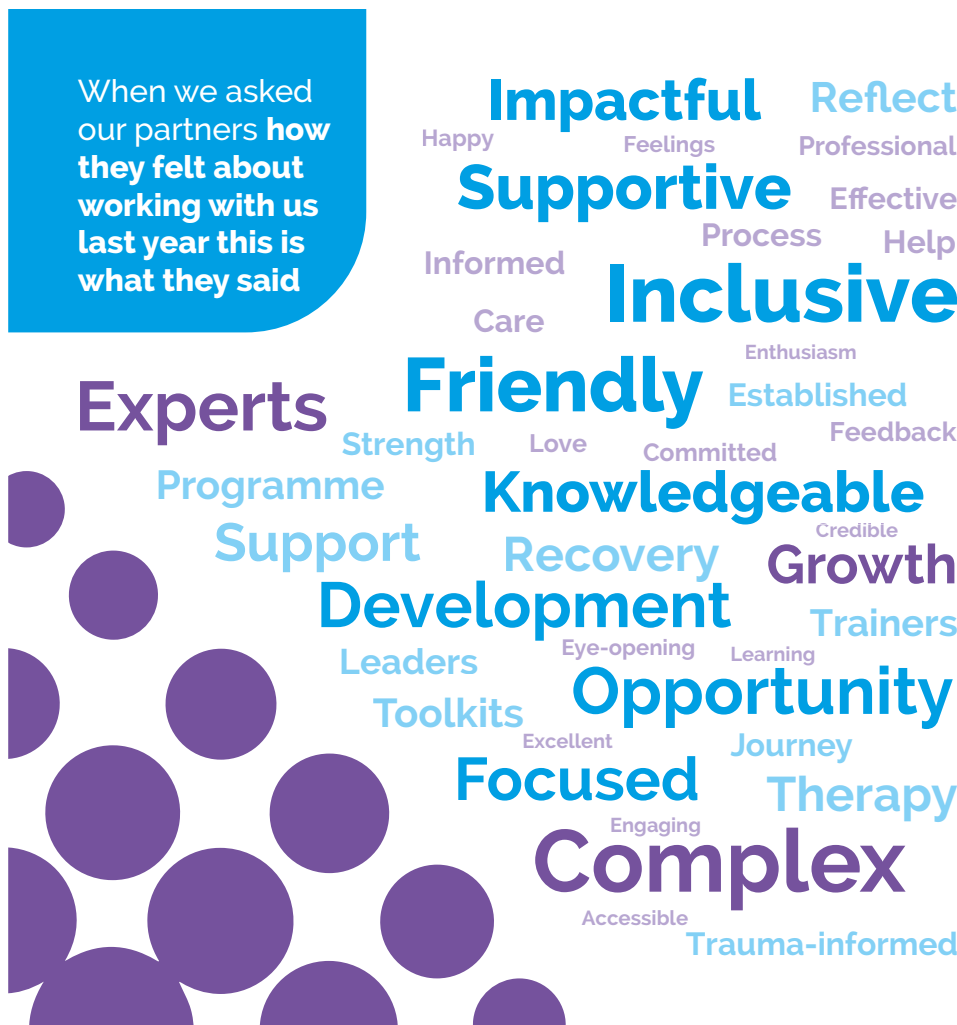 When we asked
our partners how
they felt about
working with us
last year this is
what they said
Impactful Reflect
Happy Feelings Professional
Supportive Effective
Process Help
Informed Inclusive
Care
Enthusiasm
Experts Friendly Established
Strength Love Committed Feedback
Programme Knowledgeable
Credible
Support Recovery Growth
Development Trainers
Eye-opening Learning
Leaders Opportunity
Toolkits
Excellent Journey
Focused Therapy
Engaging
Complex
Accessible
Trauma-informed